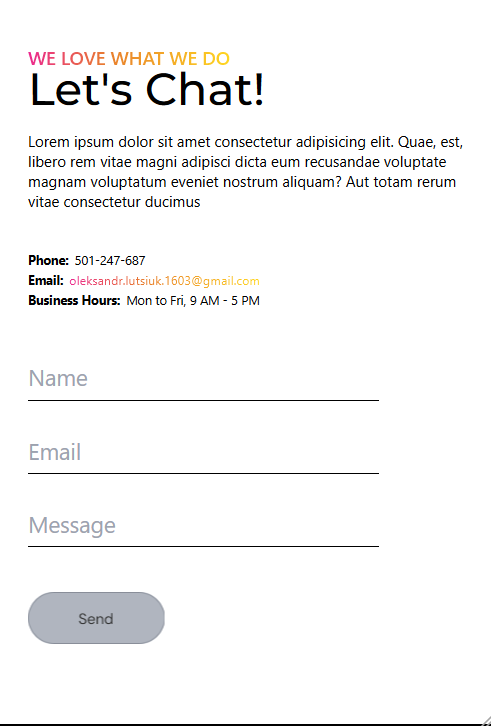 WE LOVE WHAT WE DO
Let's Chat!
Lorem ipsum dolor sit amet consectetur adipisicing elit. Quae, est,
libero rem vitae magni adipisci dicta eum recusandae voluptate
magnam voluptatum eveniet nostrum aliquam? Aut totam rerum
vitae consectetur ducimus
Phone: 501-247-687
Email: oleksandr.lutsiuk.1603@gmail.com
Business Hours: Mon to Fri, 9 AM - 5 PM
Name
Email
Message
Send